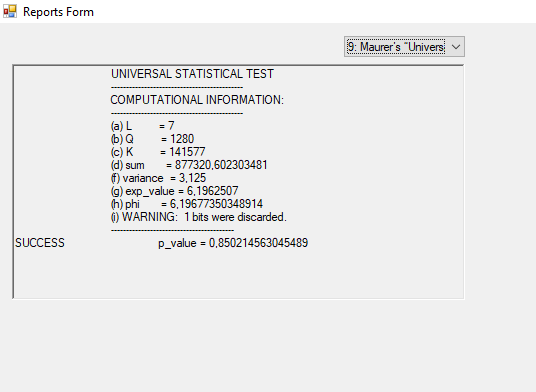 Reports Form
9: Maurer's "Univers
UNIVERSAL STATISTICAL TEST
--------------------------------------------
COMPUTATIONAL INFORMATION:
--------------------------------------------
(a) L = 7
(b) Q = 1280
(c) K = 141577
(d) sum = 877320,602303481
(f) variance = 3,125
(g) exp_value = 6,1962507
(h) phi = 6,19677350348914
(i) WARNING: 1 bits were discarded.
-----------------------------------------
SUCCESS p_value = 0,850214563045489